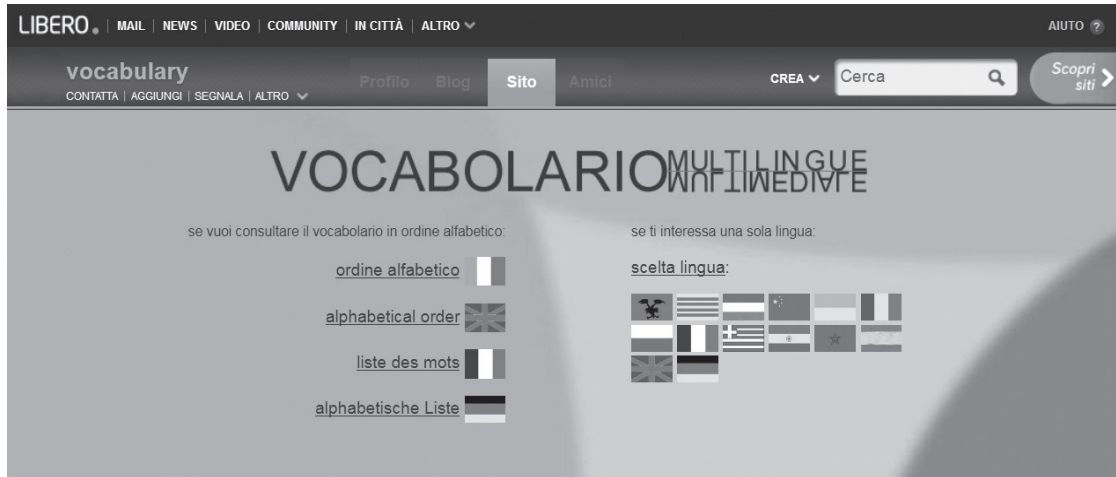 LIBERO. | MAIL | NEWS | VIDEO | COMMUNITY | IN CITTÀ | ALTRO
AIUTO ?
vocabulary
CONTATTA | AGGIUNGI | SEGNALA | ALTRO
Profilo Blog Sito Amici
CREA
Cerca
Scopri
siti
VOCABOLARIO MULTILINGUE
MULTIMEDIALE
se vuoi consultare il vocabolario in ordine alfabetico:
ordine alfabetico
alphabetical order
liste des mots
alphabetische Liste
se ti interessa una sola lingua:
scelta lingua: